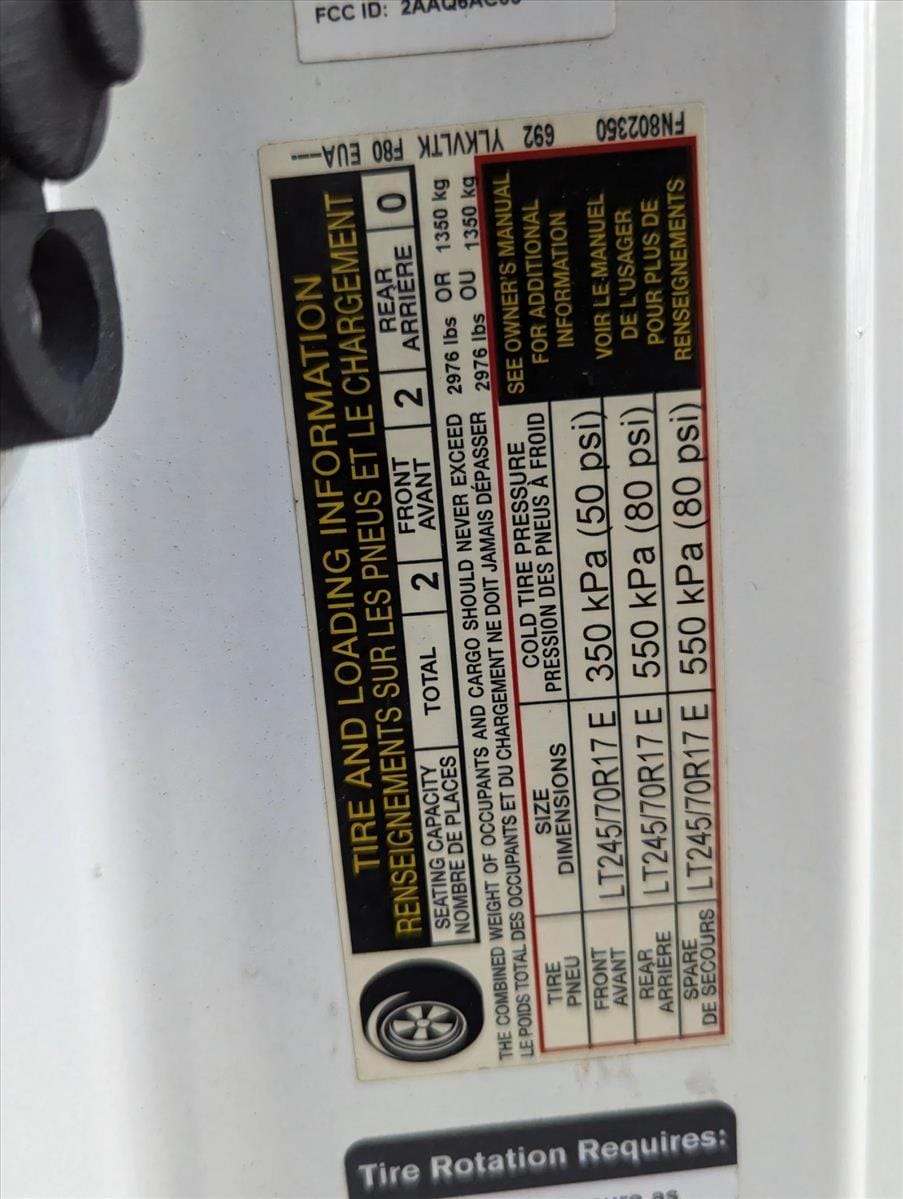 FCC ID:
TIRE AND LOADING INFORMATION
RENSEIGNEMENTS SUR LES PNEUS ET LE CHARGEMENT
SEATING CAPACITY
NOMBRE DE PLACES
TOTAL 2
FRONT
AVANT
2
REAR
ARRIÈRE
0
THE COMBINED WEIGHT OF OCCUPANTS AND CARGO SHOULD NEVER EXCEED 2976 lbs OR 1350 kg
LE POIDS TOTAL DES OCCUPANTS ET DU CHARGEMENT NE DOIT JAMAIS DÉPASSER 2976 lbs OU 1350 kg
TIRE
PNEU
SIZE
DIMENSIONS
COLD TIRE PRESSURE
PRESSION DES PNEUS À FROID
FRONT
AVANT
LT245/70R17 E
350 kPa (50 psi)
REAR
ARRIÈRE
LT245/70R17 E
550 kPa (80 psi)
SPARE
DE SECOURS
LT245/70R17 E
550 kPa (80 psi)
SEE OWNER'S MANUAL
FOR ADDITIONAL
INFORMATION
VOIR LE MANUEL
DE L'USAGER
POUR PLUS DE
RENSEIGNEMENTS
FN802350 692 YLKVLTK F80 EUA----
Tire Rotation Requires: